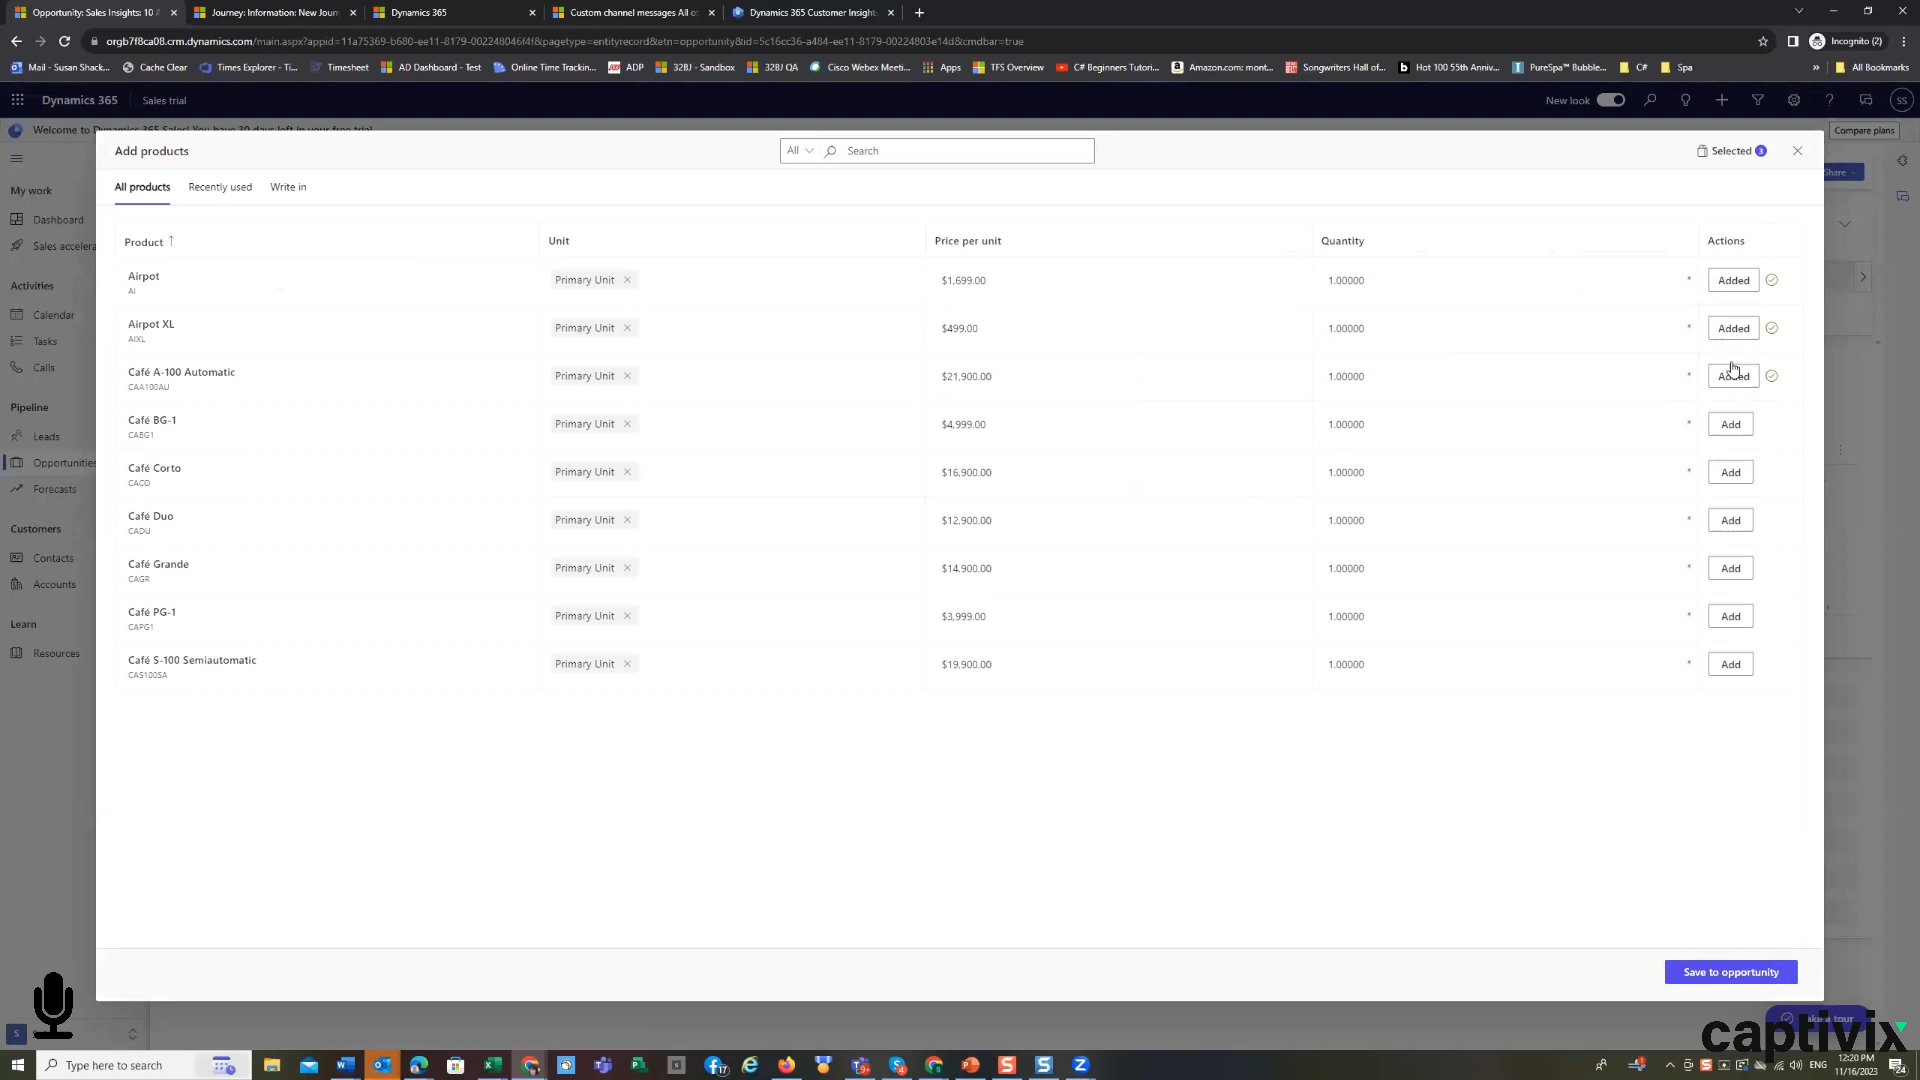 Opportunity: Sales Insights: 10 A
Journey: Information: New Journ
Dynamics 365
Custom channel messages All of
Dynamics 365 Customer Insights
orgb7f8ca08.crm.dynamics.com/main.aspx?appid=11a75369-b680-ee11-8179-002248046f4f&pagetype=entityrecord&etn=opportunity&id=5c16cc36-a484-ee11-8179-00224803e14d&cmdbar=true
Incognito (2)
Mail - Susan Shack...
Cache Clear
Times Explorer - Ti...
Timesheet
AD Dashboard - Test
Online Time Trackin...
ADP
32BJ - Sandbox
32BJ QA
Cisco Webex Meeti...
Apps
TFS Overview
C# Beginners Tutori...
Amazon.com: mont...
Songwriters Hall of...
Hot 100 55th Anniv...
PureSpa™ Bubble...
C#
Spa
»
All Bookmarks
Dynamics 365
Sales trial
New look
SS
Welcome to Dynamics 365 Sales! You have 30 days left in your free trial
Compare plans
Add products
All
Search
Selected 3
Share
All products
Recently used
Write in
My work
Dashboard
Sales accelera
Activities
Calendar
Tasks
Calls
Pipeline
Leads
Opportunities
Forecasts
Customers
Contacts
Accounts
Learn
Resources
Product Unit Price per unit Quantity Actions
Airpot Primary Unit $1,699.00 1.00000 * Added
AI
Airpot XL Primary Unit $499.00 1.00000 * Added
AIXL
Café A-100 Automatic Primary Unit $21,900.00 1.00000 * Added
CAA100AU
Café BG-1 Primary Unit $4,999.00 1.00000 * Add
CABG1
Café Corto Primary Unit $16,900.00 1.00000 * Add
CACO
Café Duo Primary Unit $12,900.00 1.00000 * Add
CADU
Café Grande Primary Unit $14,900.00 1.00000 * Add
CAGR
Café PG-1 Primary Unit $3,999.00 1.00000 * Add
CAPG1
Café S-100 Semiautomatic Primary Unit $19,900.00 1.00000 * Add
CAS100SA
Save to opportunity
S
captivix
Type here to search
ENG
12:20 PM
11/16/2023
24